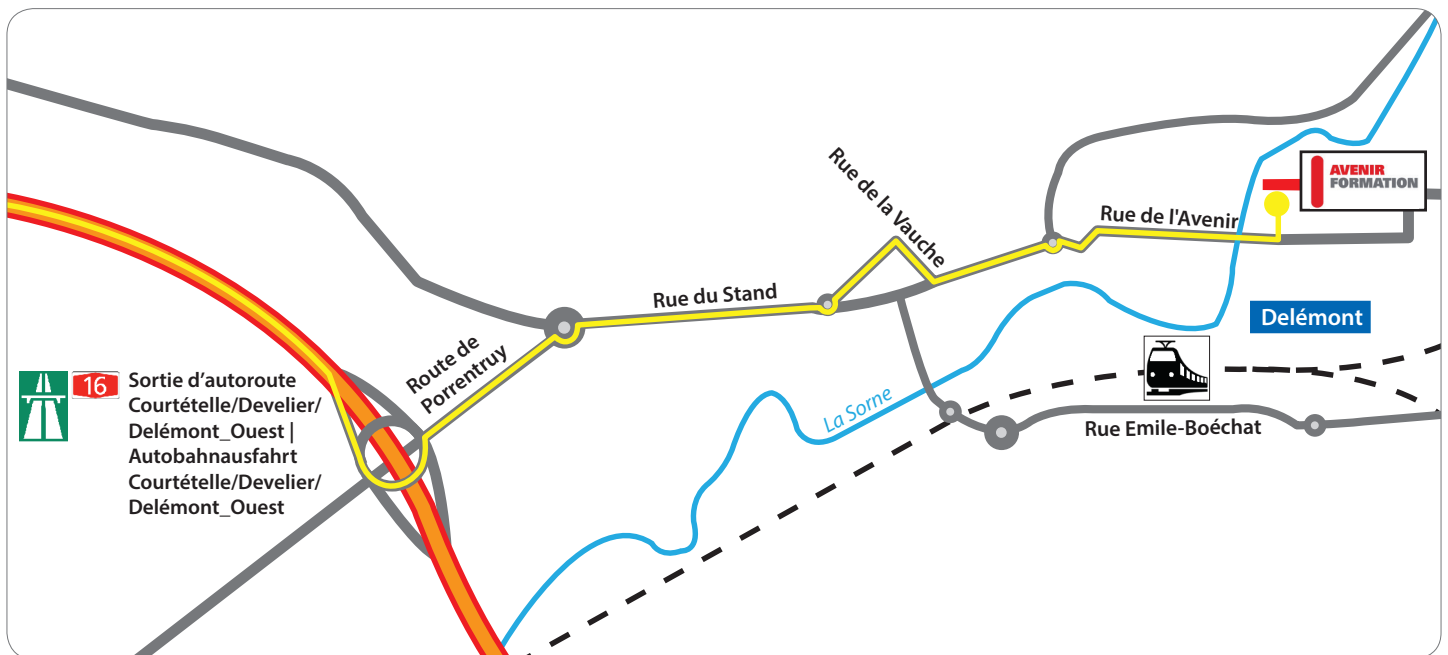 Rue de la Vauche
AVENIR
FORMATION
Rue de l'Avenir
Rue du Stand
Delémont
Route de
Porrentruy
16
Sortie d'autoroute
Courtételle/Develier/
Delémont_Ouest |
Autobahnausfahrt
Courtételle/Develier/
Delémont_Ouest
La Sorne
Rue Emile-Boéchat